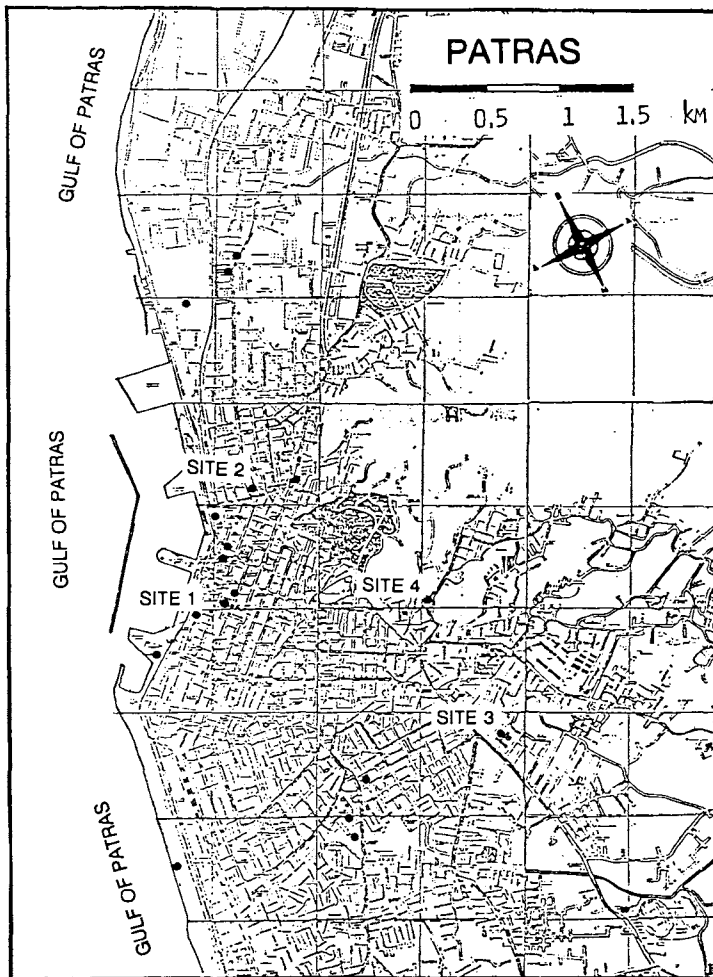 PATRAS
0 0,5 1 1.5 KM
GULF OF PATRAS
SITE 2
GULF OF PATRAS
SITE 4
SITE 1
SITE 3
GULF OF PATRAS